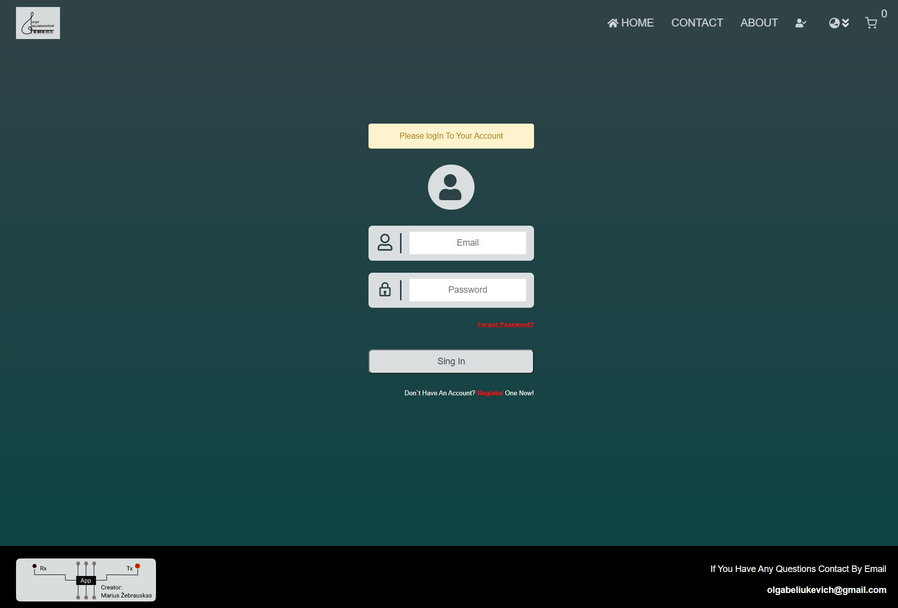 HOME CONTACT ABOUT 0
Please logIn To Your Account
Email
Password
Forgot Password?
Sing In
Don`t Have An Account? Register One Now!
Rx Tx
App
Creator:
Marius Žebrauskas
If You Have Any Questions Contact By Email
olgabeliukevich@gmail.com